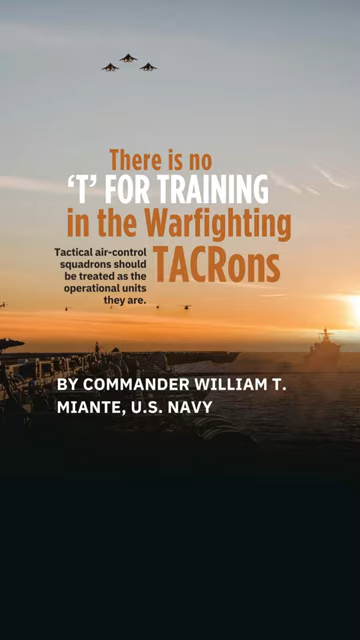 There is no
‘T’ FOR TRAINING
in the Warfighting
TACRons
Tactical air-control
squadrons should
be treated as the
operational units
they are.
BY COMMANDER WILLIAM T.
MIANTE, U.S. NAVY